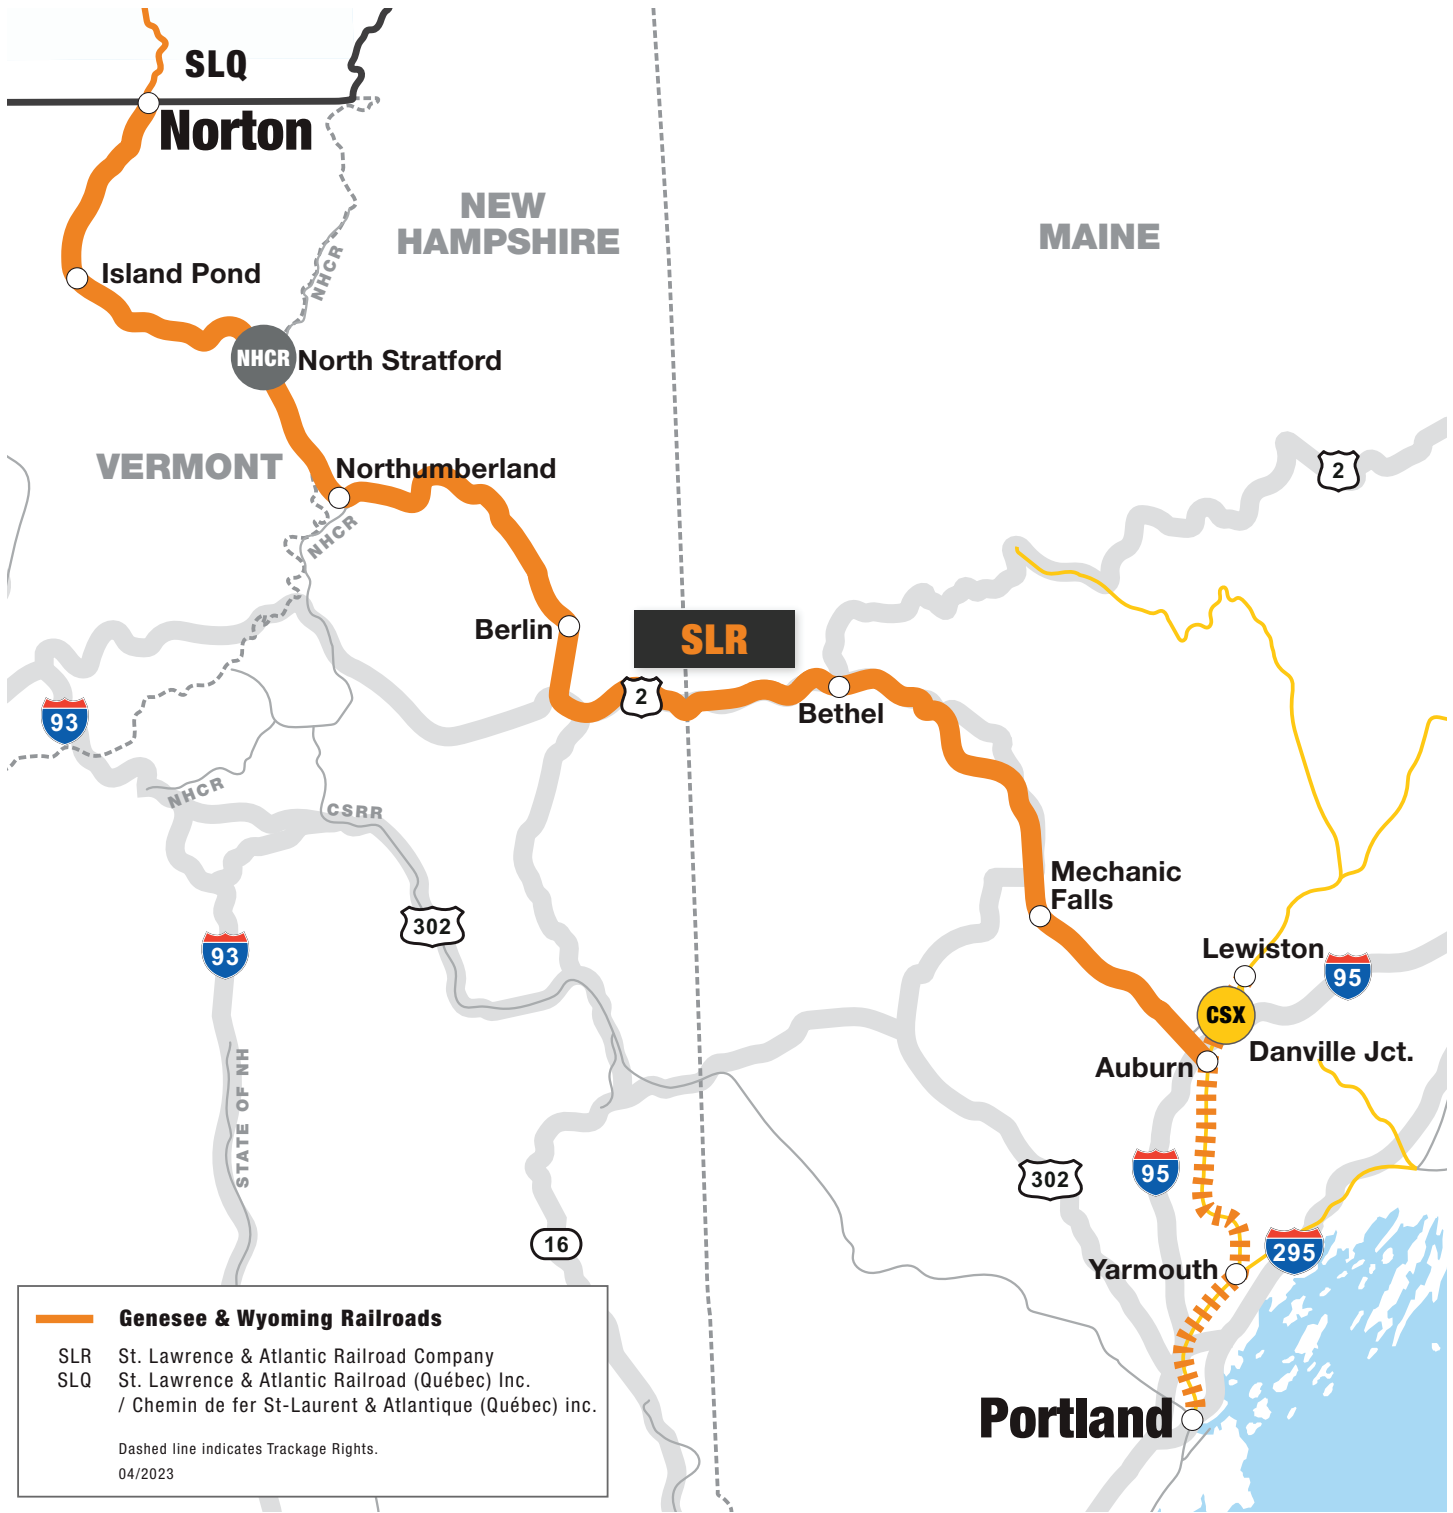 SLQ
Norton
NEW
HAMPSHIRE
MAINE
NHCR
Island Pond
NHCR
North Stratford
VERMONT
Northumberland
2
NHCR
Berlin
SLR
2
93
Bethel
NHCR
CSRR
Mechanic
Falls
302
93
Lewiston
95
CSX
Danville Jct.
Auburn
STATE OF NH
302
95
16
295
Yarmouth
Portland
Genesee & Wyoming Railroads
SLR St. Lawrence & Atlantic Railroad Company
SLQ St. Lawrence & Atlantic Railroad (Québec) Inc.
/ Chemin de fer St-Laurent & Atlantique (Québec) inc.
Dashed line indicates Trackage Rights.
04/2023